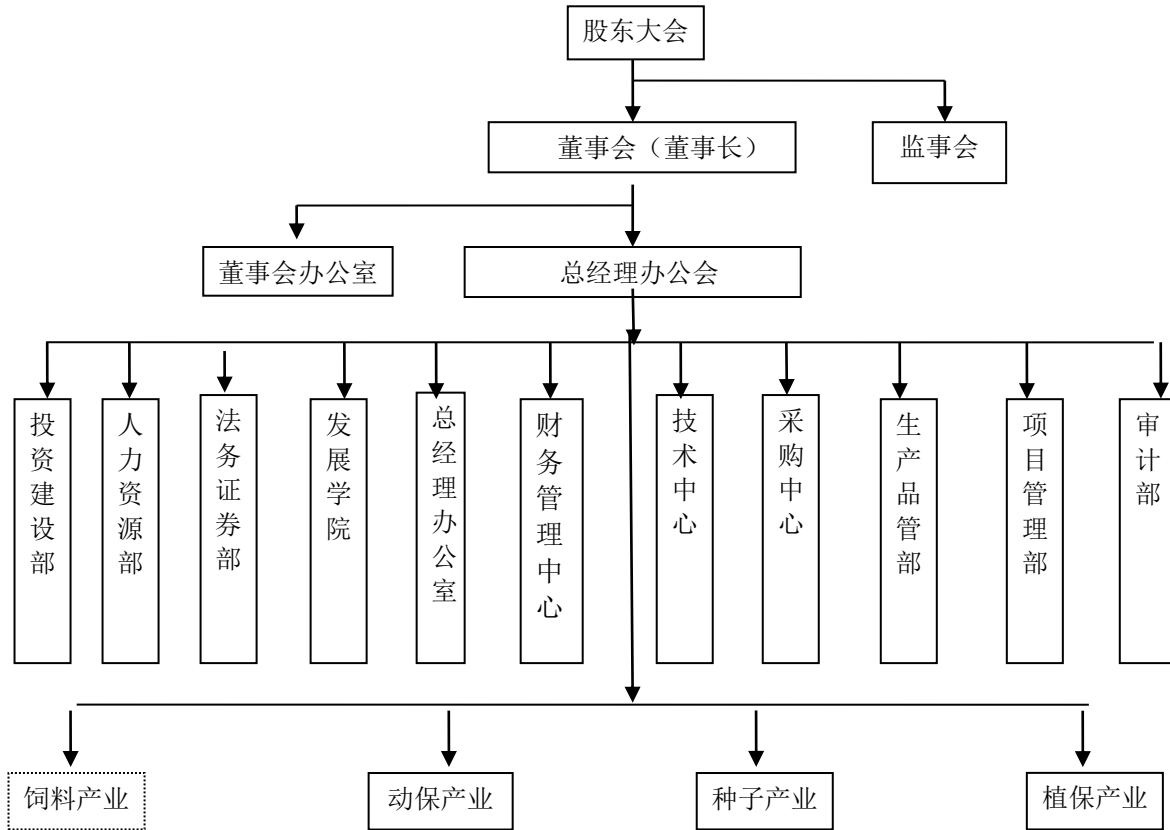 股东大会
董事会（董事长）
监事会
董事会办公室
总经理办公会
投资建设部
人力资源部
法务证券部
发展学院
总经理办公室
财务管理中心
技术中心
采购中心
生产品管部
项目管理部
审计部
饲料产业
动保产业
种子产业
植保产业